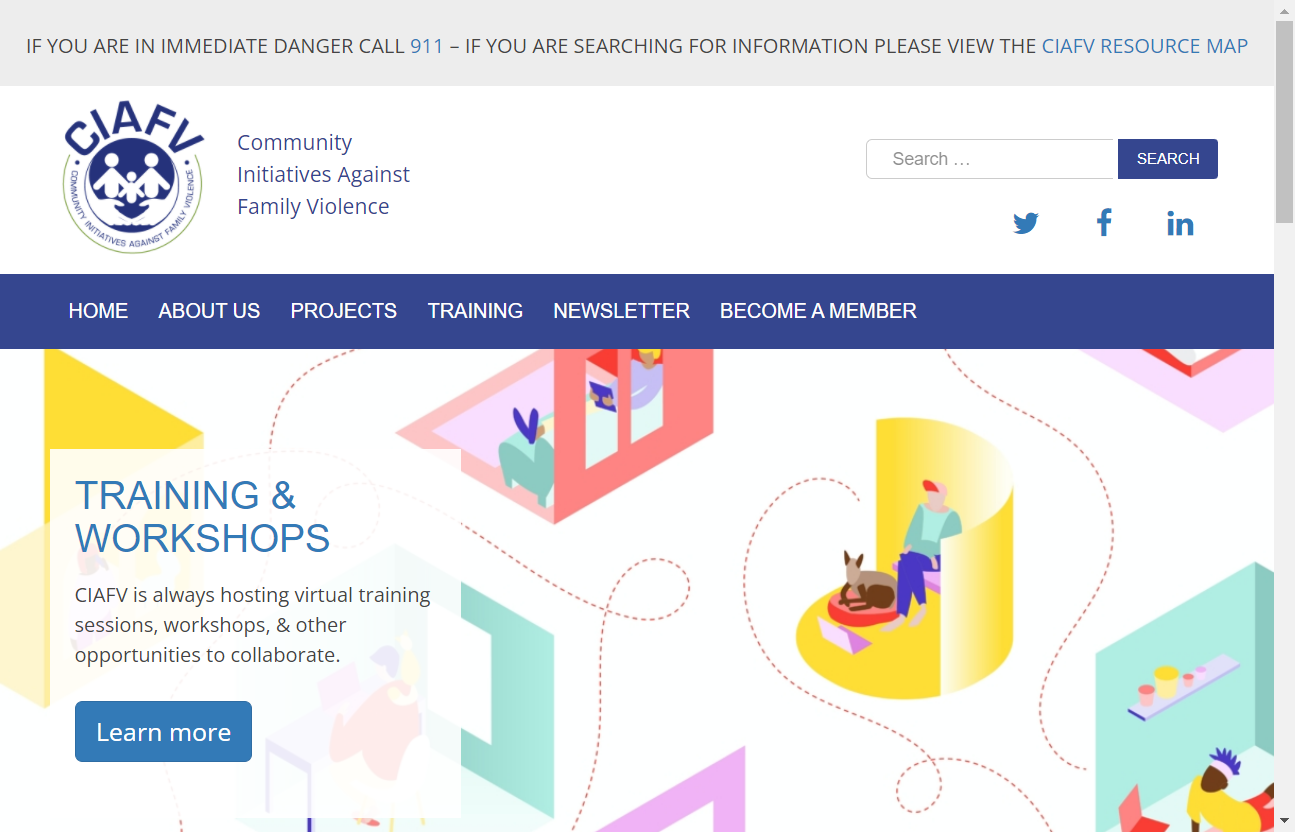 IF YOU ARE IN IMMEDIATE DANGER CALL 911 – IF YOU ARE SEARCHING FOR INFORMATION PLEASE VIEW THE CIAFV RESOURCE MAP
CIAFV
COMMUNITY INITIATIVES AGAINST FAMILY VIOLENCE
Community
Initiatives Against
Family Violence
Search …
SEARCH
HOME ABOUT US PROJECTS TRAINING NEWSLETTER BECOME A MEMBER
TRAINING &
WORKSHOPS
CIAFV is always hosting virtual training
sessions, workshops, & other
opportunities to collaborate.
Learn more